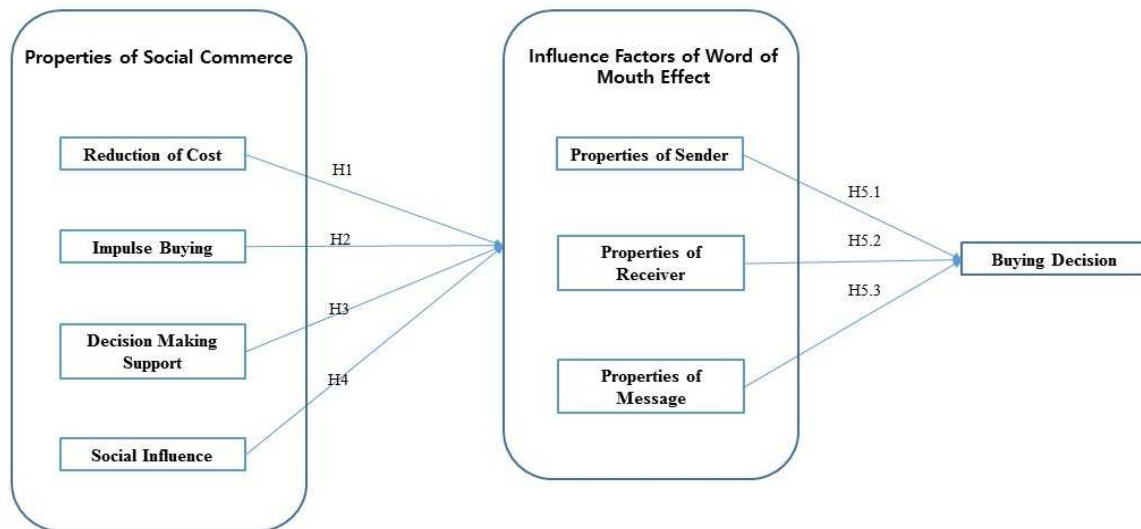 Properties of Social Commerce
Reduction of Cost
Impulse Buying
Decision Making
Support
Social Influence
H1
H2
H3
H4
Influence Factors of Word of
Mouth Effect
Properties of Sender
Properties of
Receiver
Properties of
Message
H5.1
H5.2
H5.3
Buying Decision